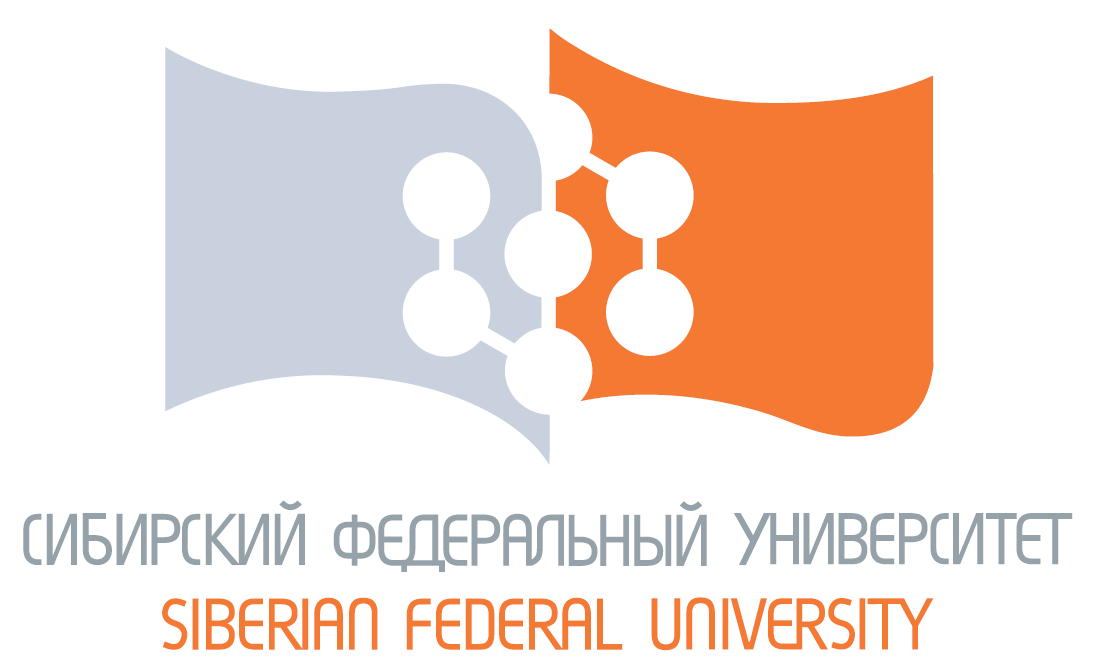 СИБИРСКИЙ ФЕДЕРАЛЬНЫЙ УНИВЕРСИТЕТ
SIBERIAN FEDERAL UNIVERSITY